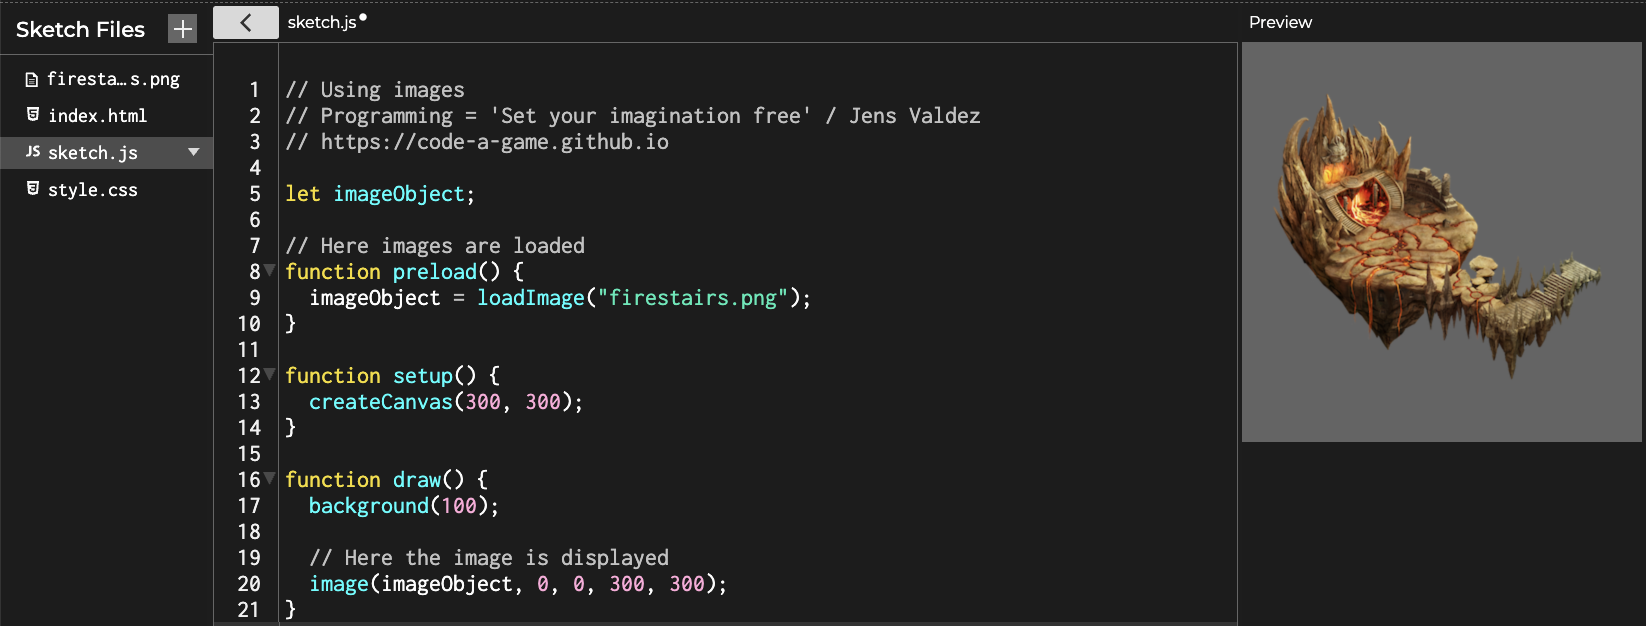 Sketch Files
+
sketch.js
Preview
firesta…s.png
index.html
JS sketch.js
style.css
1 // Using images
2 // Programming = 'Set your imagination free' / Jens Valdez
3 // https://code-a-game.github.io
4
5 let imageObject;
6
7 // Here images are loaded
8 function preload() {
9   imageObject = loadImage("firestairs.png");
10 }
11
12 function setup() {
13   createCanvas(300, 300);
14 }
15
16 function draw() {
17   background(100);
18
19   // Here the image is displayed
20   image(imageObject, 0, 0, 300, 300);
21 }